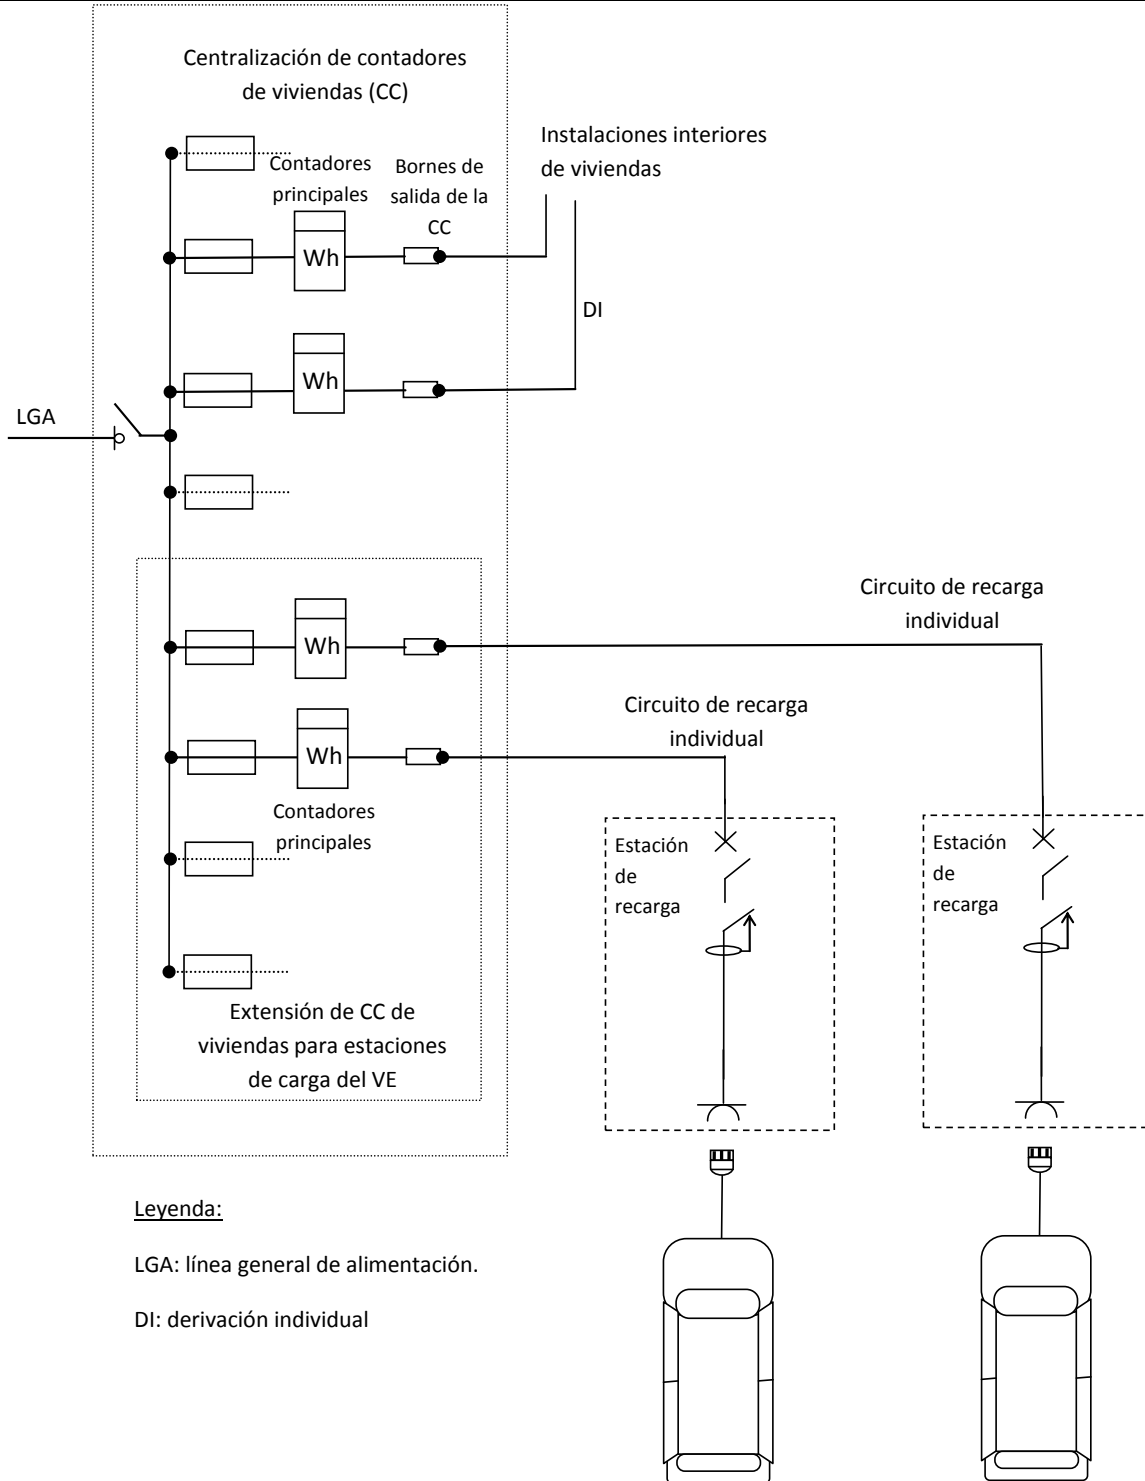 Centralización de contadores
de viviendas (CC)
Instalaciones interiores
de viviendas
Contadores
principales
Bornes de
salida de la
CC
Wh
DI
Wh
LGA
Circuito de recarga
individual
Wh
Circuito de recarga
individual
Wh
Contadores
principales
Estación
de
recarga
Estación
de
recarga
Extensión de CC de
viviendas para estaciones
de carga del VE
Leyenda:
LGA: línea general de alimentación.
DI: derivación individual